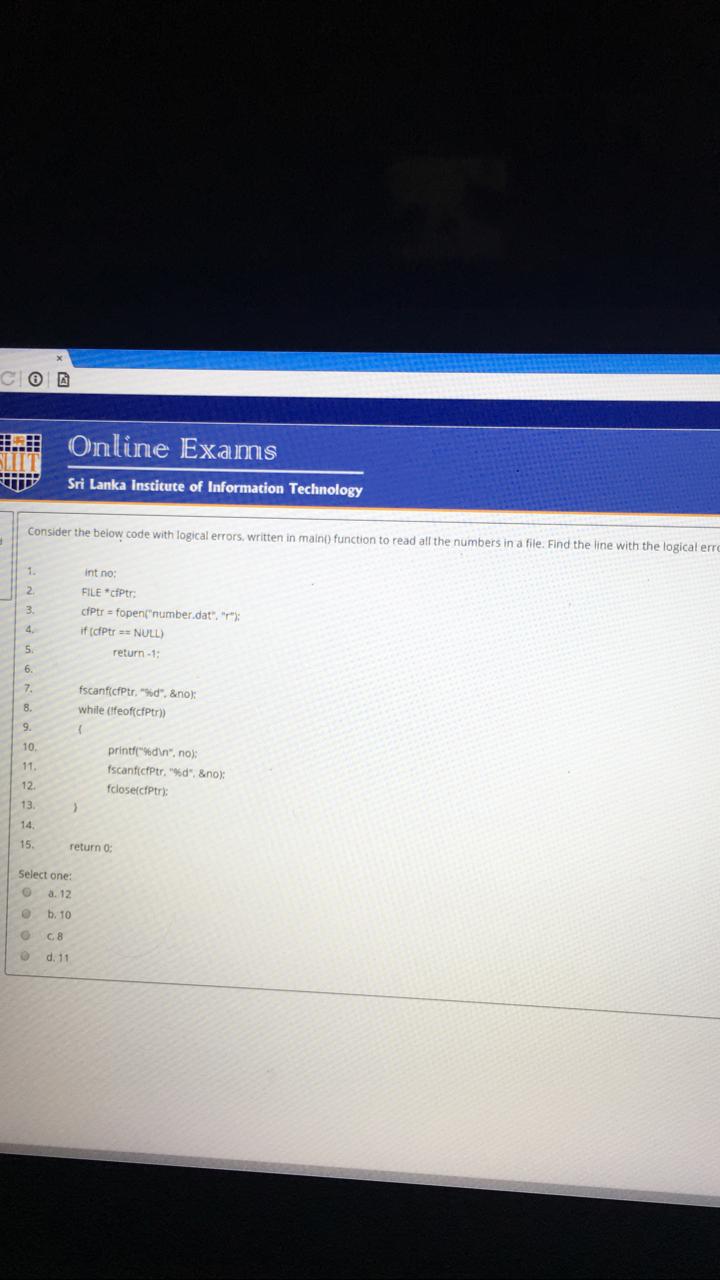 SLIIT
Online Exams
Sri Lanka Institute of Information Technology
Consider the below code with logical errors, written in main() function to read all the numbers in a file. Find the line with the logical
1. int no;
2. FILE *cfPtr;
3. cfPtr = fopen("number.dat", "r");
4. if (cfPtr == NULL)
5. return -1;
6.
7. fscanf(cfPtr, "%d", &no);
8. while (!feof(cfPtr))
9. {
10. printf("%d\n", no);
11. fscanf(cfPtr, "%d", &no);
12. fclose(cfPtr);
13. }
14.
15. return 0;
Select one:
a. 12
b. 10
c. 8
d. 11